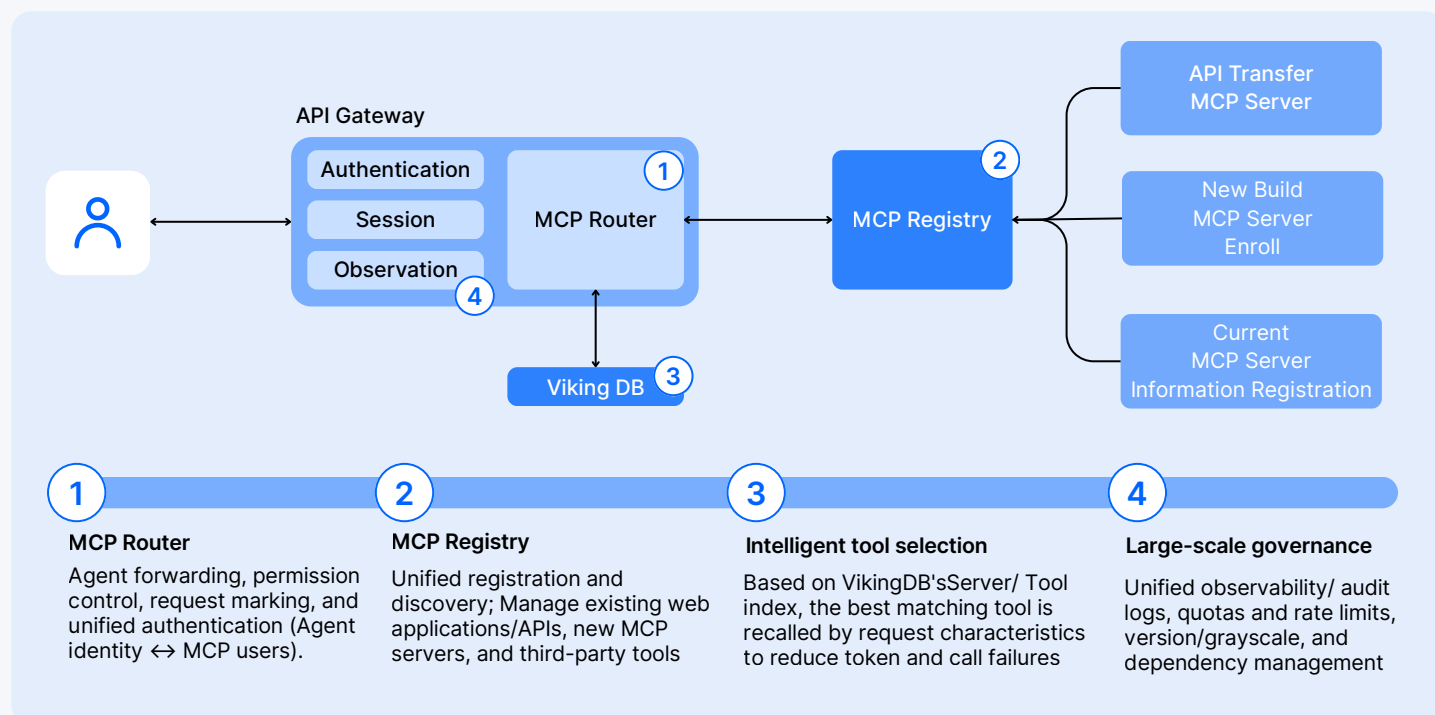 API Gateway
Authentication
Session
Observation
4
1
MCP Router
Viking DB
3
2
MCP Registry
API Transfer
MCP Server
New Build
MCP Server
Enroll
Current
MCP Server
Information Registration
1
MCP Router
Agent forwarding, permission
control, request marking, and
unified authentication (Agent
identity ↔ MCP users).
2
MCP Registry
Unified registration and
discovery; Manage existing web
applications/APIs, new MCP
servers, and third-party tools
3
Intelligent tool selection
Based on VikingDB'sServer/ Tool
index, the best matching tool is
recalled by request characteristics
to reduce token and call failures
4
Large-scale governance
Unified observability/ audit
logs, quotas and rate limits,
version/grayscale, and
dependency management